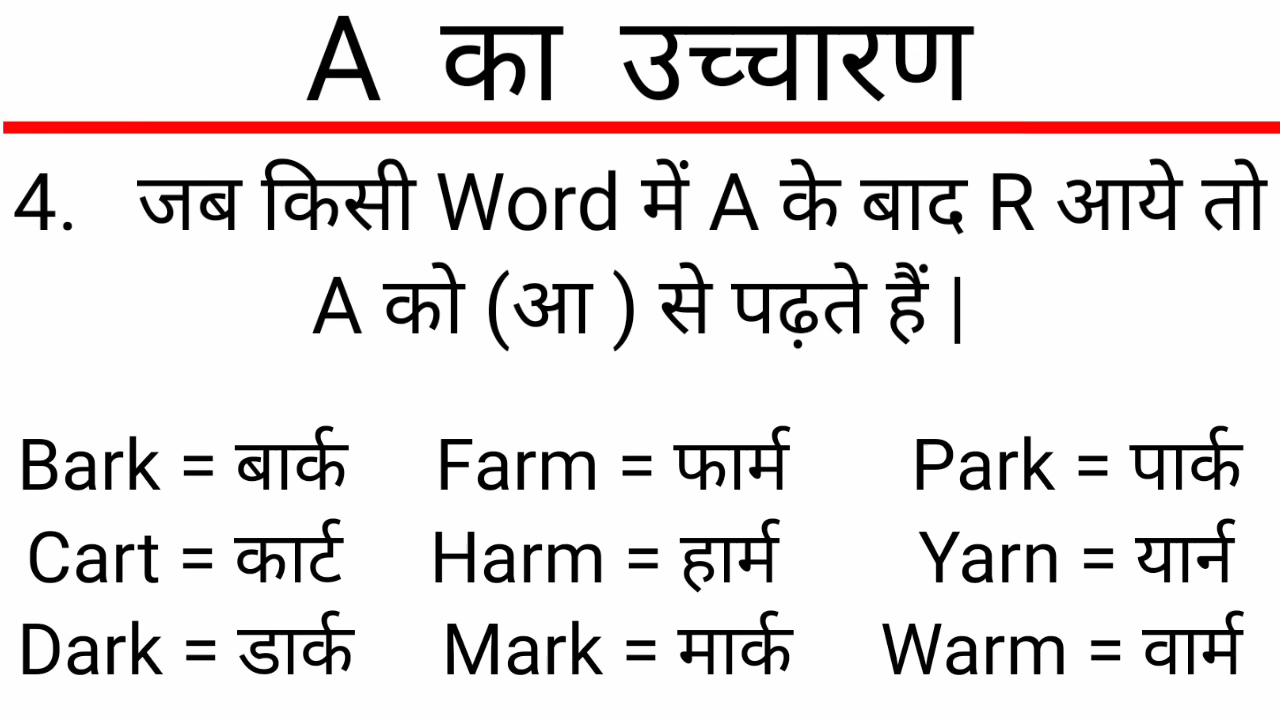 A का उच्चारण
4. जब किसी Word में A के बाद R आये तो
A को (आ ) से पढ़ते हैं |
Bark = बार्क Farm = फार्म Park = पार्क
Cart = कार्ट Harm = हार्म Yarn = यार्न
Dark = डार्क Mark = मार्क Warm = वार्म